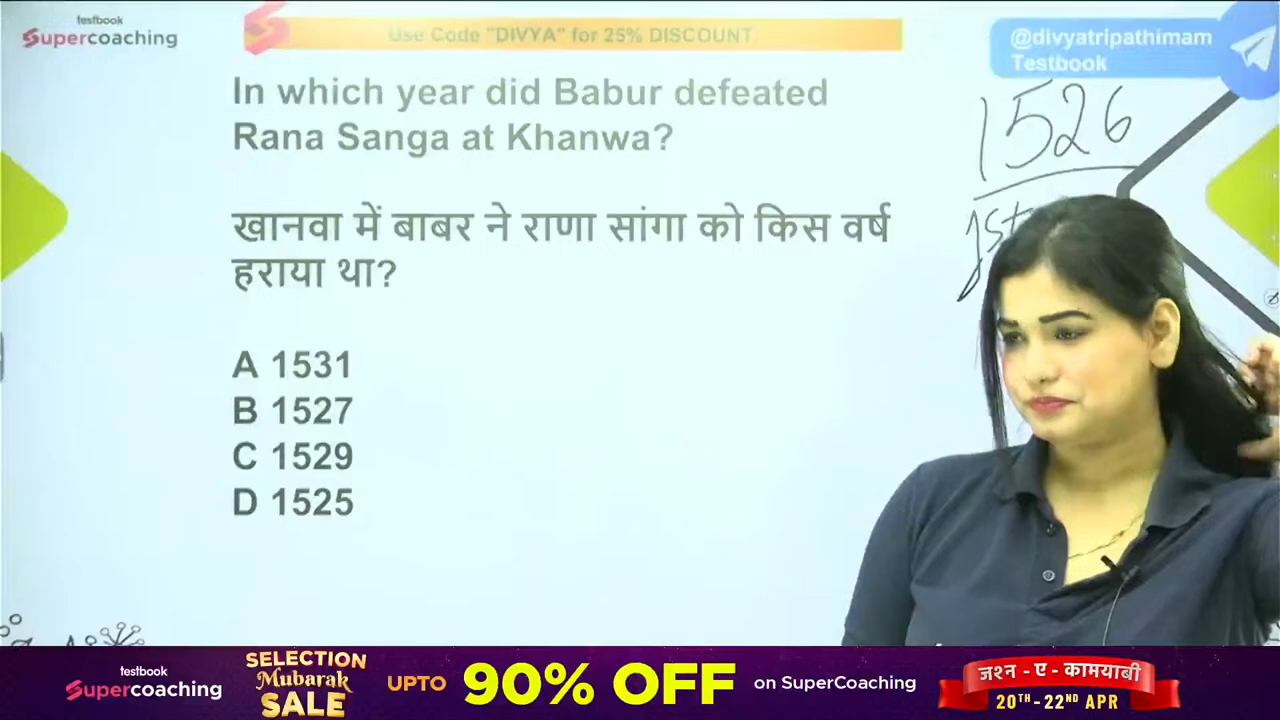 testbook
Supercoaching
Use Code "DIVYA" for 25% DISCOUNT
@divyatripathimam
Testbook
In which year did Babur defeated
Rana Sanga at Khanwa?
1526
खानवा में बाबर ने राणा सांगा को किस वर्ष
हराया था?
A 1531
B 1527
C 1529
D 1525
testbook
Supercoaching
SELECTION
Mubarak
SALE
UPTO 90% OFF on SuperCoaching
जश्न - ए - कामयाबी
20TH - 22ND APR